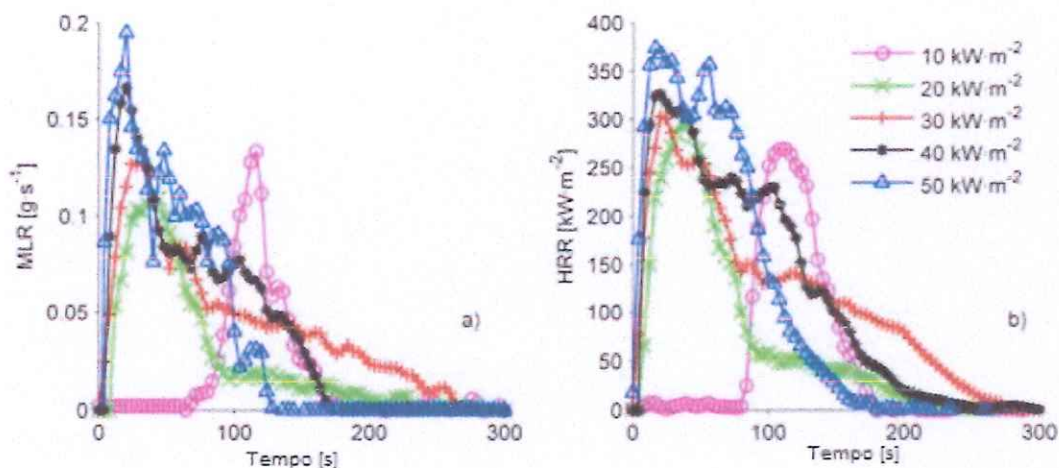 0.2
0.15
0.1
0.05
0
MLR [g·s⁻¹]
a)
0 100 200 300
Tempo [s]
400
350
300
250
200
150
100
50
0
HRR [kW·m⁻²]
10 kW·m⁻²
20 kW·m⁻²
30 kW·m⁻²
40 kW·m⁻²
50 kW·m⁻²
b)
0 100 200 300
Tempo [s]